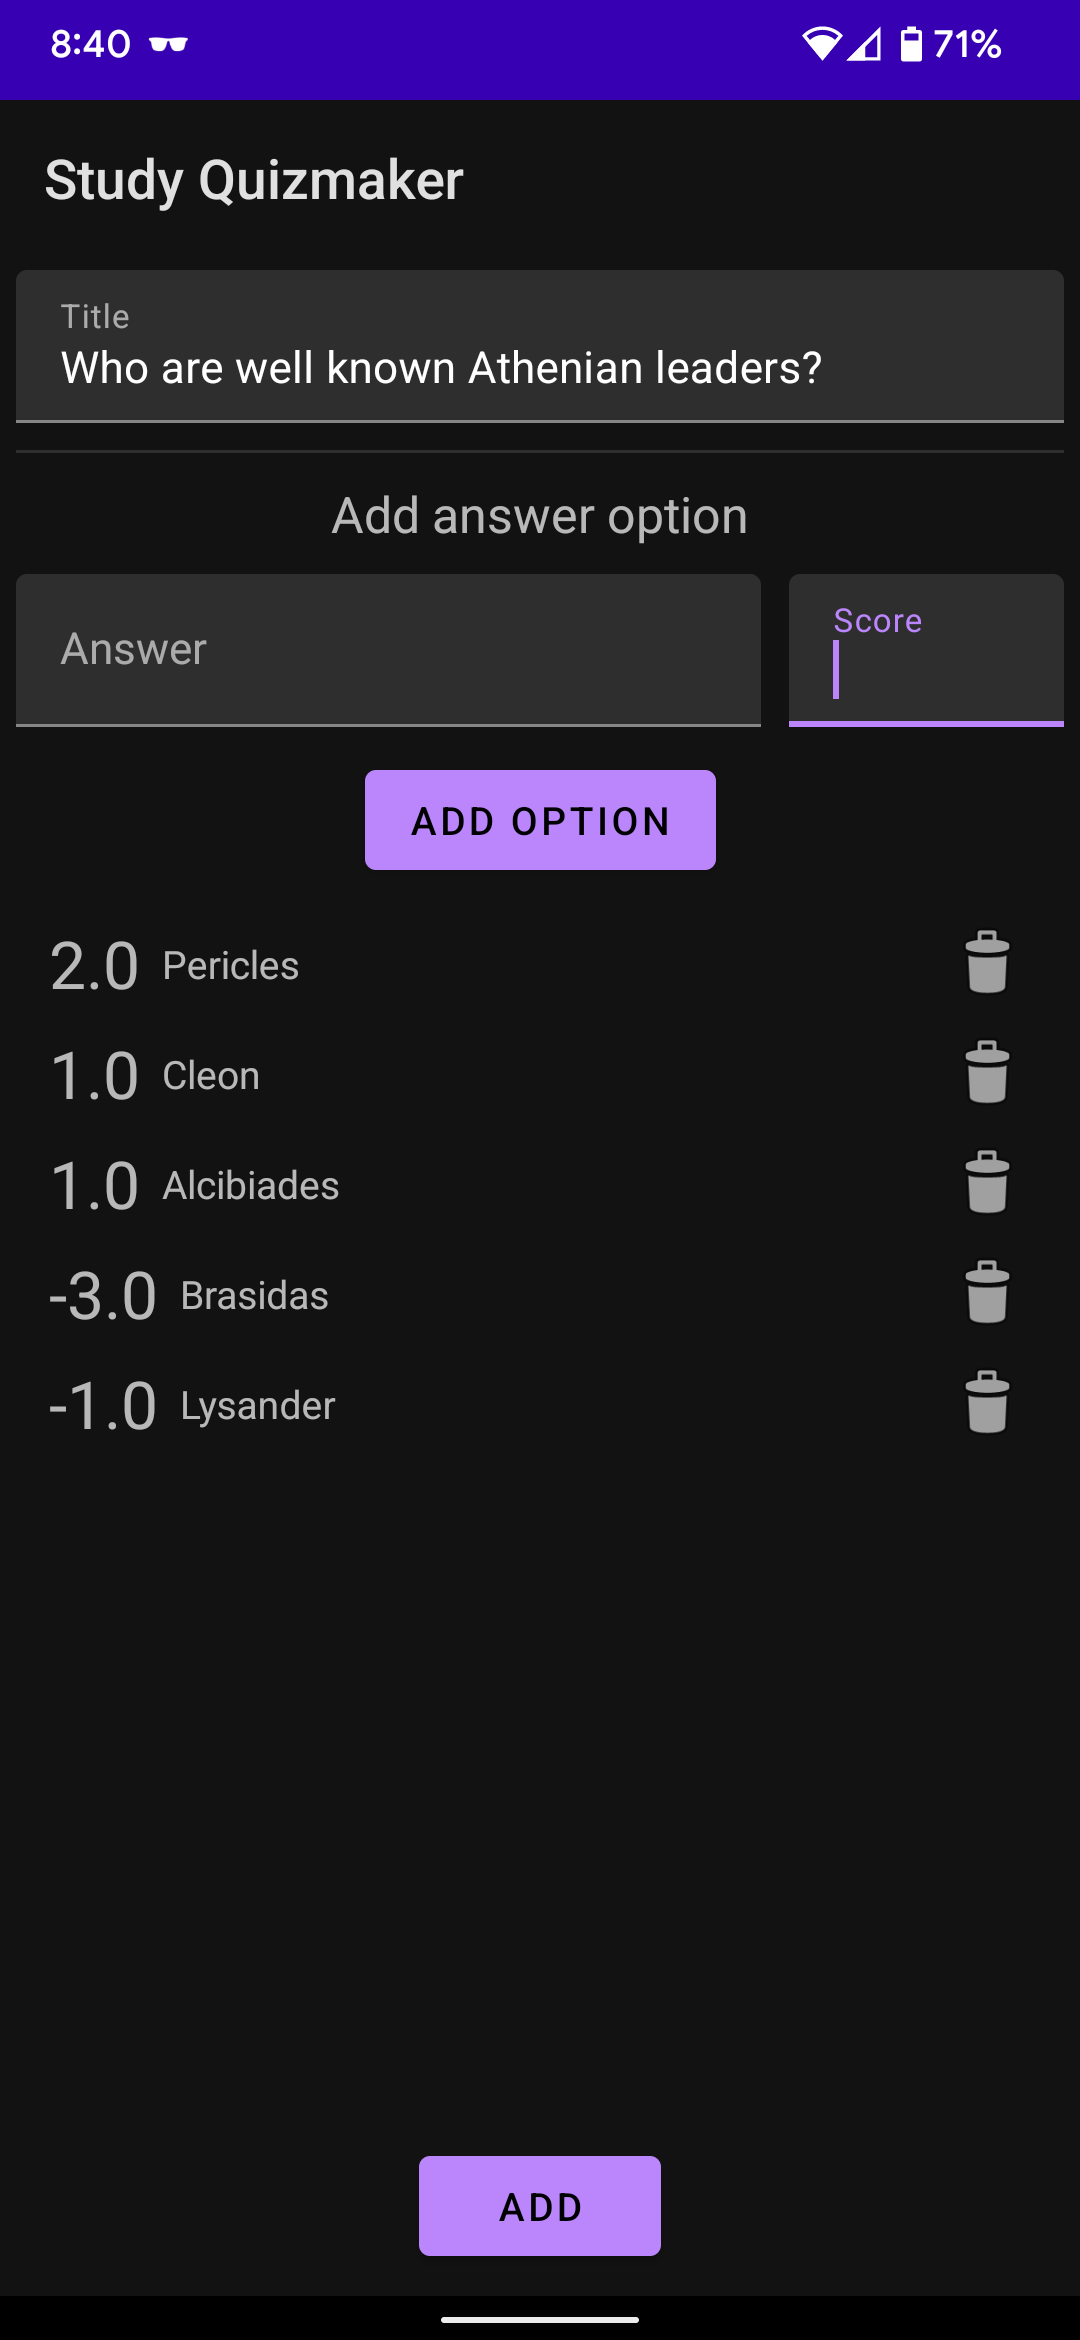 8:40 71%
Study Quizmaker
Title
Who are well known Athenian leaders?
Add answer option
Answer
Score
ADD OPTION
2.0 Pericles
1.0 Cleon
1.0 Alcibiades
-3.0 Brasidas
-1.0 Lysander
ADD